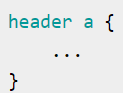 header a {
    ...
}